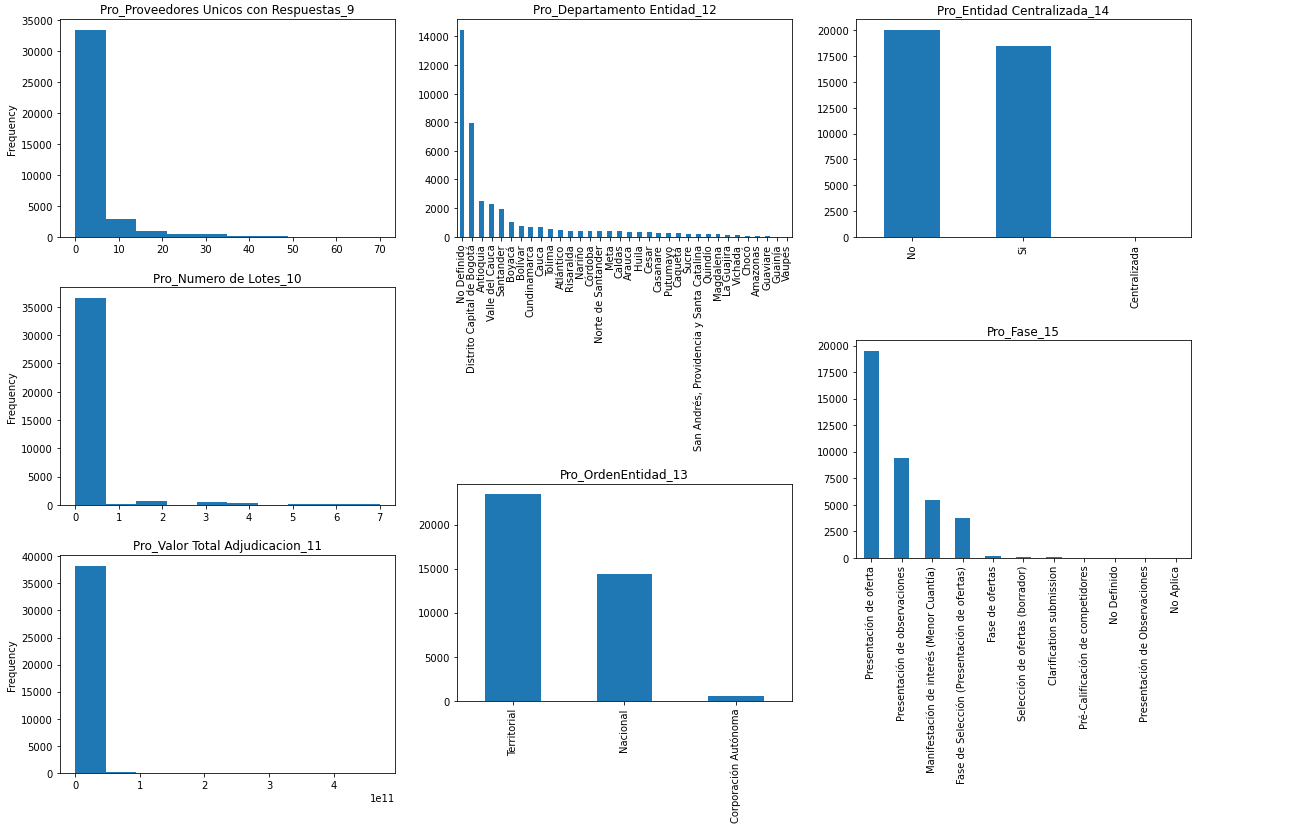 Pro_Proveedores Unicos con Respuestas_9
Frequency
35000
30000
25000
20000
15000
10000
5000
0
0 10 20 30 40 50 60 70
Pro_Numero de Lotes_10
Frequency
35000
30000
25000
20000
15000
10000
5000
0
0 1 2 3 4 5 6 7
Pro_Valor Total Adjudicacion_11
Frequency
40000
35000
30000
25000
20000
15000
10000
5000
0
0 1 2 3 4
1e11
Pro_Departamento Entidad_12
14000
12000
10000
8000
6000
4000
2000
0
No Definido
Distrito Capital de Bogotá
Antioquia
Valle del Cauca
Santander
Boyacá
Bolívar
Cundinamarca
Cauca
Tolima
Atlántico
Risaralda
Nariño
Córdoba
Norte de Santander
Meta
Caldas
Arauca
Huila
Cesar
Casanare
Putumayo
Caquetá
Sucre
San Andrés, Providencia y Santa Catalina
Quindío
Magdalena
La Guajira
Vichada
Chocó
Amazonas
Guaviare
Guainía
Vaupés
Pro_OrdenEntidad_13
20000
15000
10000
5000
0
Territorial
Nacional
Corporación Autónoma
Pro_Entidad Centralizada_14
20000
17500
15000
12500
10000
7500
5000
2500
0
No
Si
Centralizada
Pro_Fase_15
20000
17500
15000
12500
10000
7500
5000
2500
0
Presentación de oferta
Presentación de observaciones
Manifestación de interés (Menor Cuantía)
Fase de Selección (Presentación de ofertas)
Fase de ofertas
Selección de ofertas (borrador)
Clarification submission
Pré-Calificación de competidores
No Definido
Presentación de Observaciones
No Aplica